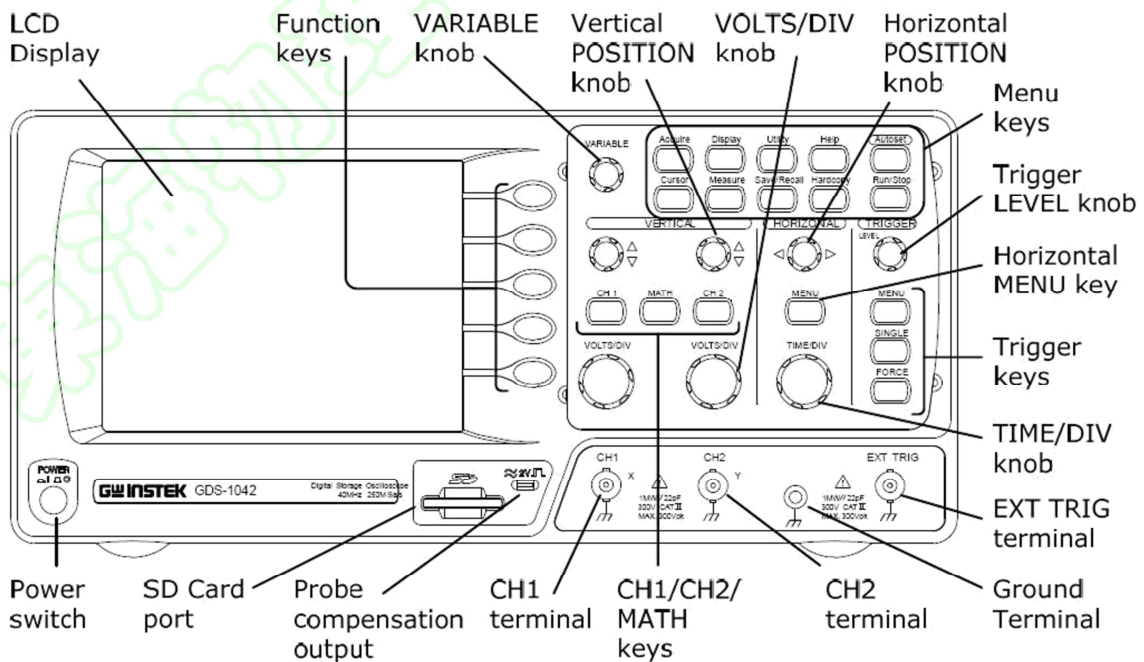 LCD
Display
Function
keys
VARIABLE
knob
Vertical
POSITION
knob
VOLTS/DIV
knob
Horizontal
POSITION
knob
Menu
keys
Trigger
LEVEL knob
Horizontal
MENU key
Trigger
keys
TIME/DIV
knob
EXT TRIG
terminal
VARIABLE
Acquire Display Utility Help Autoset
Cursor Measure Save/Recall Hardcopy Run/Stop
VERTICAL HORIZONAL TRIGGER
LEVEL
CH 1 MATH CH 2 MENU MENU
SINGLE
VOLTS/DIV VOLTS/DIV TIME/DIV
FORCE
POWER
GWINSTEK GDS-1042
Digital Storage Oscilloscope
40MHz 250M Sa/s
SD
≈2V
CH1 CH2 EXT TRIG
X Y
1MW//22pF
300V CAT II
MAX. 300Vpk
1MW//22pF
300V CAT II
MAX. 300Vpk
Power
switch
SD Card
port
Probe
compensation
output
CH1
terminal
CH1/CH2/
MATH
keys
CH2
terminal
Ground
Terminal